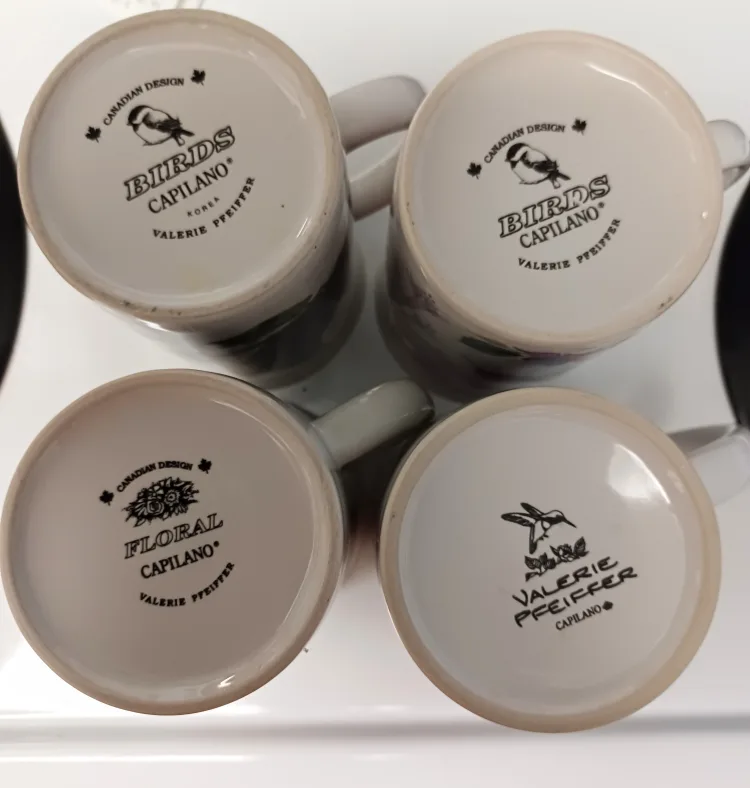 CANADIAN DESIGN
BIRDS
CAPILANO®
KOREA
VALERIE PFEIFFER
CANADIAN DESIGN
BIRDS
CAPILANO®
VALERIE PFEIFFER
CANADIAN DESIGN
FLORAL
CAPILANO®
VALERIE PFEIFFER
VALERIE
PFEIFFER
CAPILANO